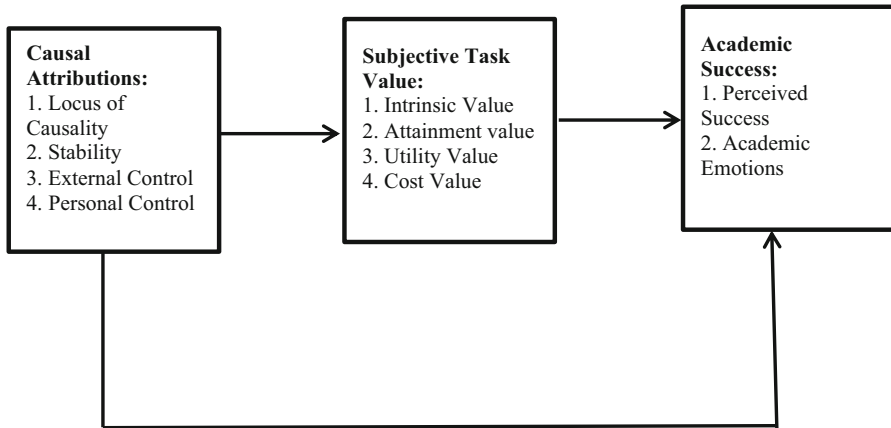 Causal
Attributions:
1. Locus of
Causality
2. Stability
3. External Control
4. Personal Control
Subjective Task
Value:
1. Intrinsic Value
2. Attainment value
3. Utility Value
4. Cost Value
Academic
Success:
1. Perceived
Success
2. Academic
Emotions